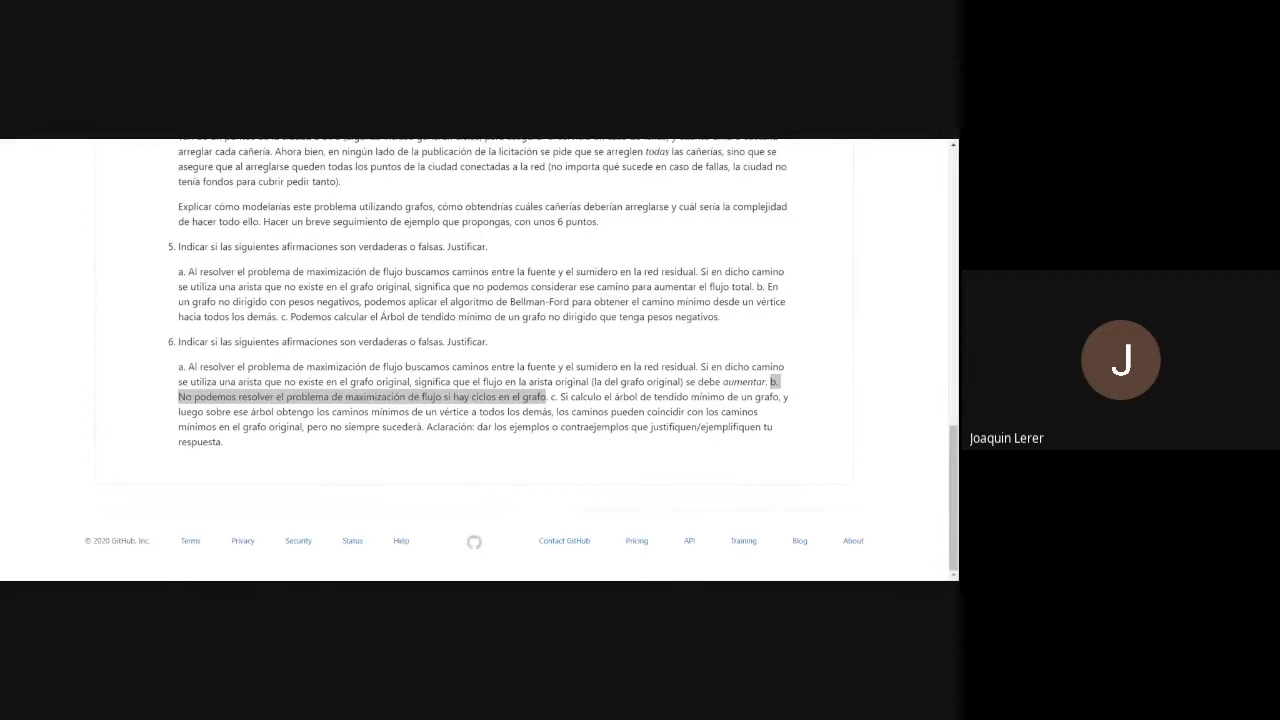 arreglar cada cañería. Ahora bien, en ningún lado de la publicación de la licitación se pide que se arreglen todas las cañerías, sino que se
asegure que al arreglarse queden todas los puntos de la ciudad conectadas a la red (no importa qué sucede en caso de fallas, la ciudad no
tenía fondos para cubrir pedir tanto).
Explicar cómo modelarías este problema utilizando grafos, cómo obtendrías cuáles cañerías deberían arreglarse y cuál sería la complejidad
de hacer todo ello. Hacer un breve seguimiento de ejemplo que propongas, con unos 6 puntos.
5. Indicar si las siguientes afirmaciones son verdaderas o falsas. Justificar.
a. Al resolver el problema de maximización de flujo buscamos caminos entre la fuente y el sumidero en la red residual. Si en dicho camino
se utiliza una arista que no existe en el grafo original, significa que no podemos considerar ese camino para aumentar el flujo total. b. En
un grafo no dirigido con pesos negativos, podemos aplicar el algoritmo de Bellman-Ford para obtener el camino mínimo desde un vértice
hacia todos los demás. c. Podemos calcular el Árbol de tendido mínimo de un grafo no dirigido que tenga pesos negativos.
6. Indicar si las siguientes afirmaciones son verdaderas o falsas. Justificar.
a. Al resolver el problema de maximización de flujo buscamos caminos entre la fuente y el sumidero en la red residual. Si en dicho camino
se utiliza una arista que no existe en el grafo original, significa que el flujo en la arista original (la del grafo original) se debe aumentar. b.
No podemos resolver el problema de maximización de flujo si hay ciclos en el grafo. c. Si calculo el árbol de tendido mínimo de un grafo, y
luego sobre ese árbol obtengo los caminos mínimos de un vértice a todos los demás, los caminos pueden coincidir con los caminos
mínimos en el grafo original, pero no siempre sucederá. Aclaración: dar los ejemplos o contraejemplos que justifiquen/ejemplifiquen tu
respuesta.
© 2020 GitHub, Inc. Terms Privacy Security Status Help Contact GitHub Pricing API Training Blog About
J
Joaquin Lerer